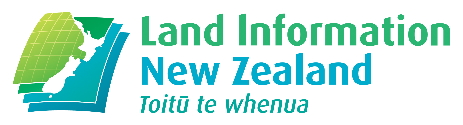 Land Information
New Zealand
Toitū te whenua